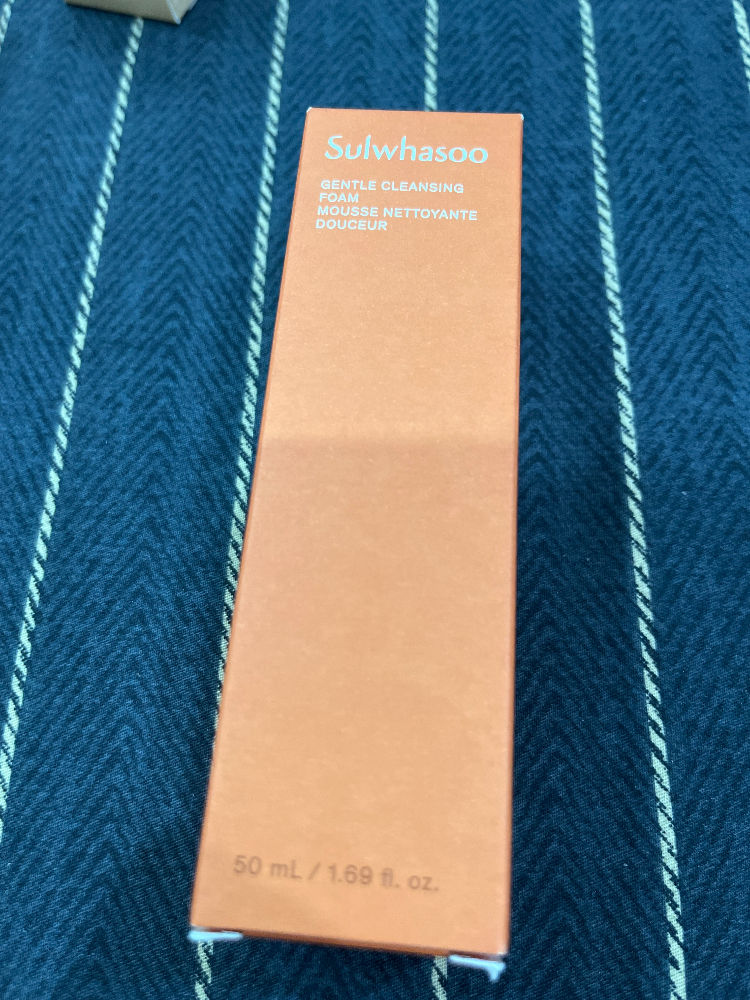 Sulwhasoo
GENTLE CLEANSING
FOAM
MOUSSE NETTOYANTE
DOUCEUR
50 mL / 1.69 fl. oz.